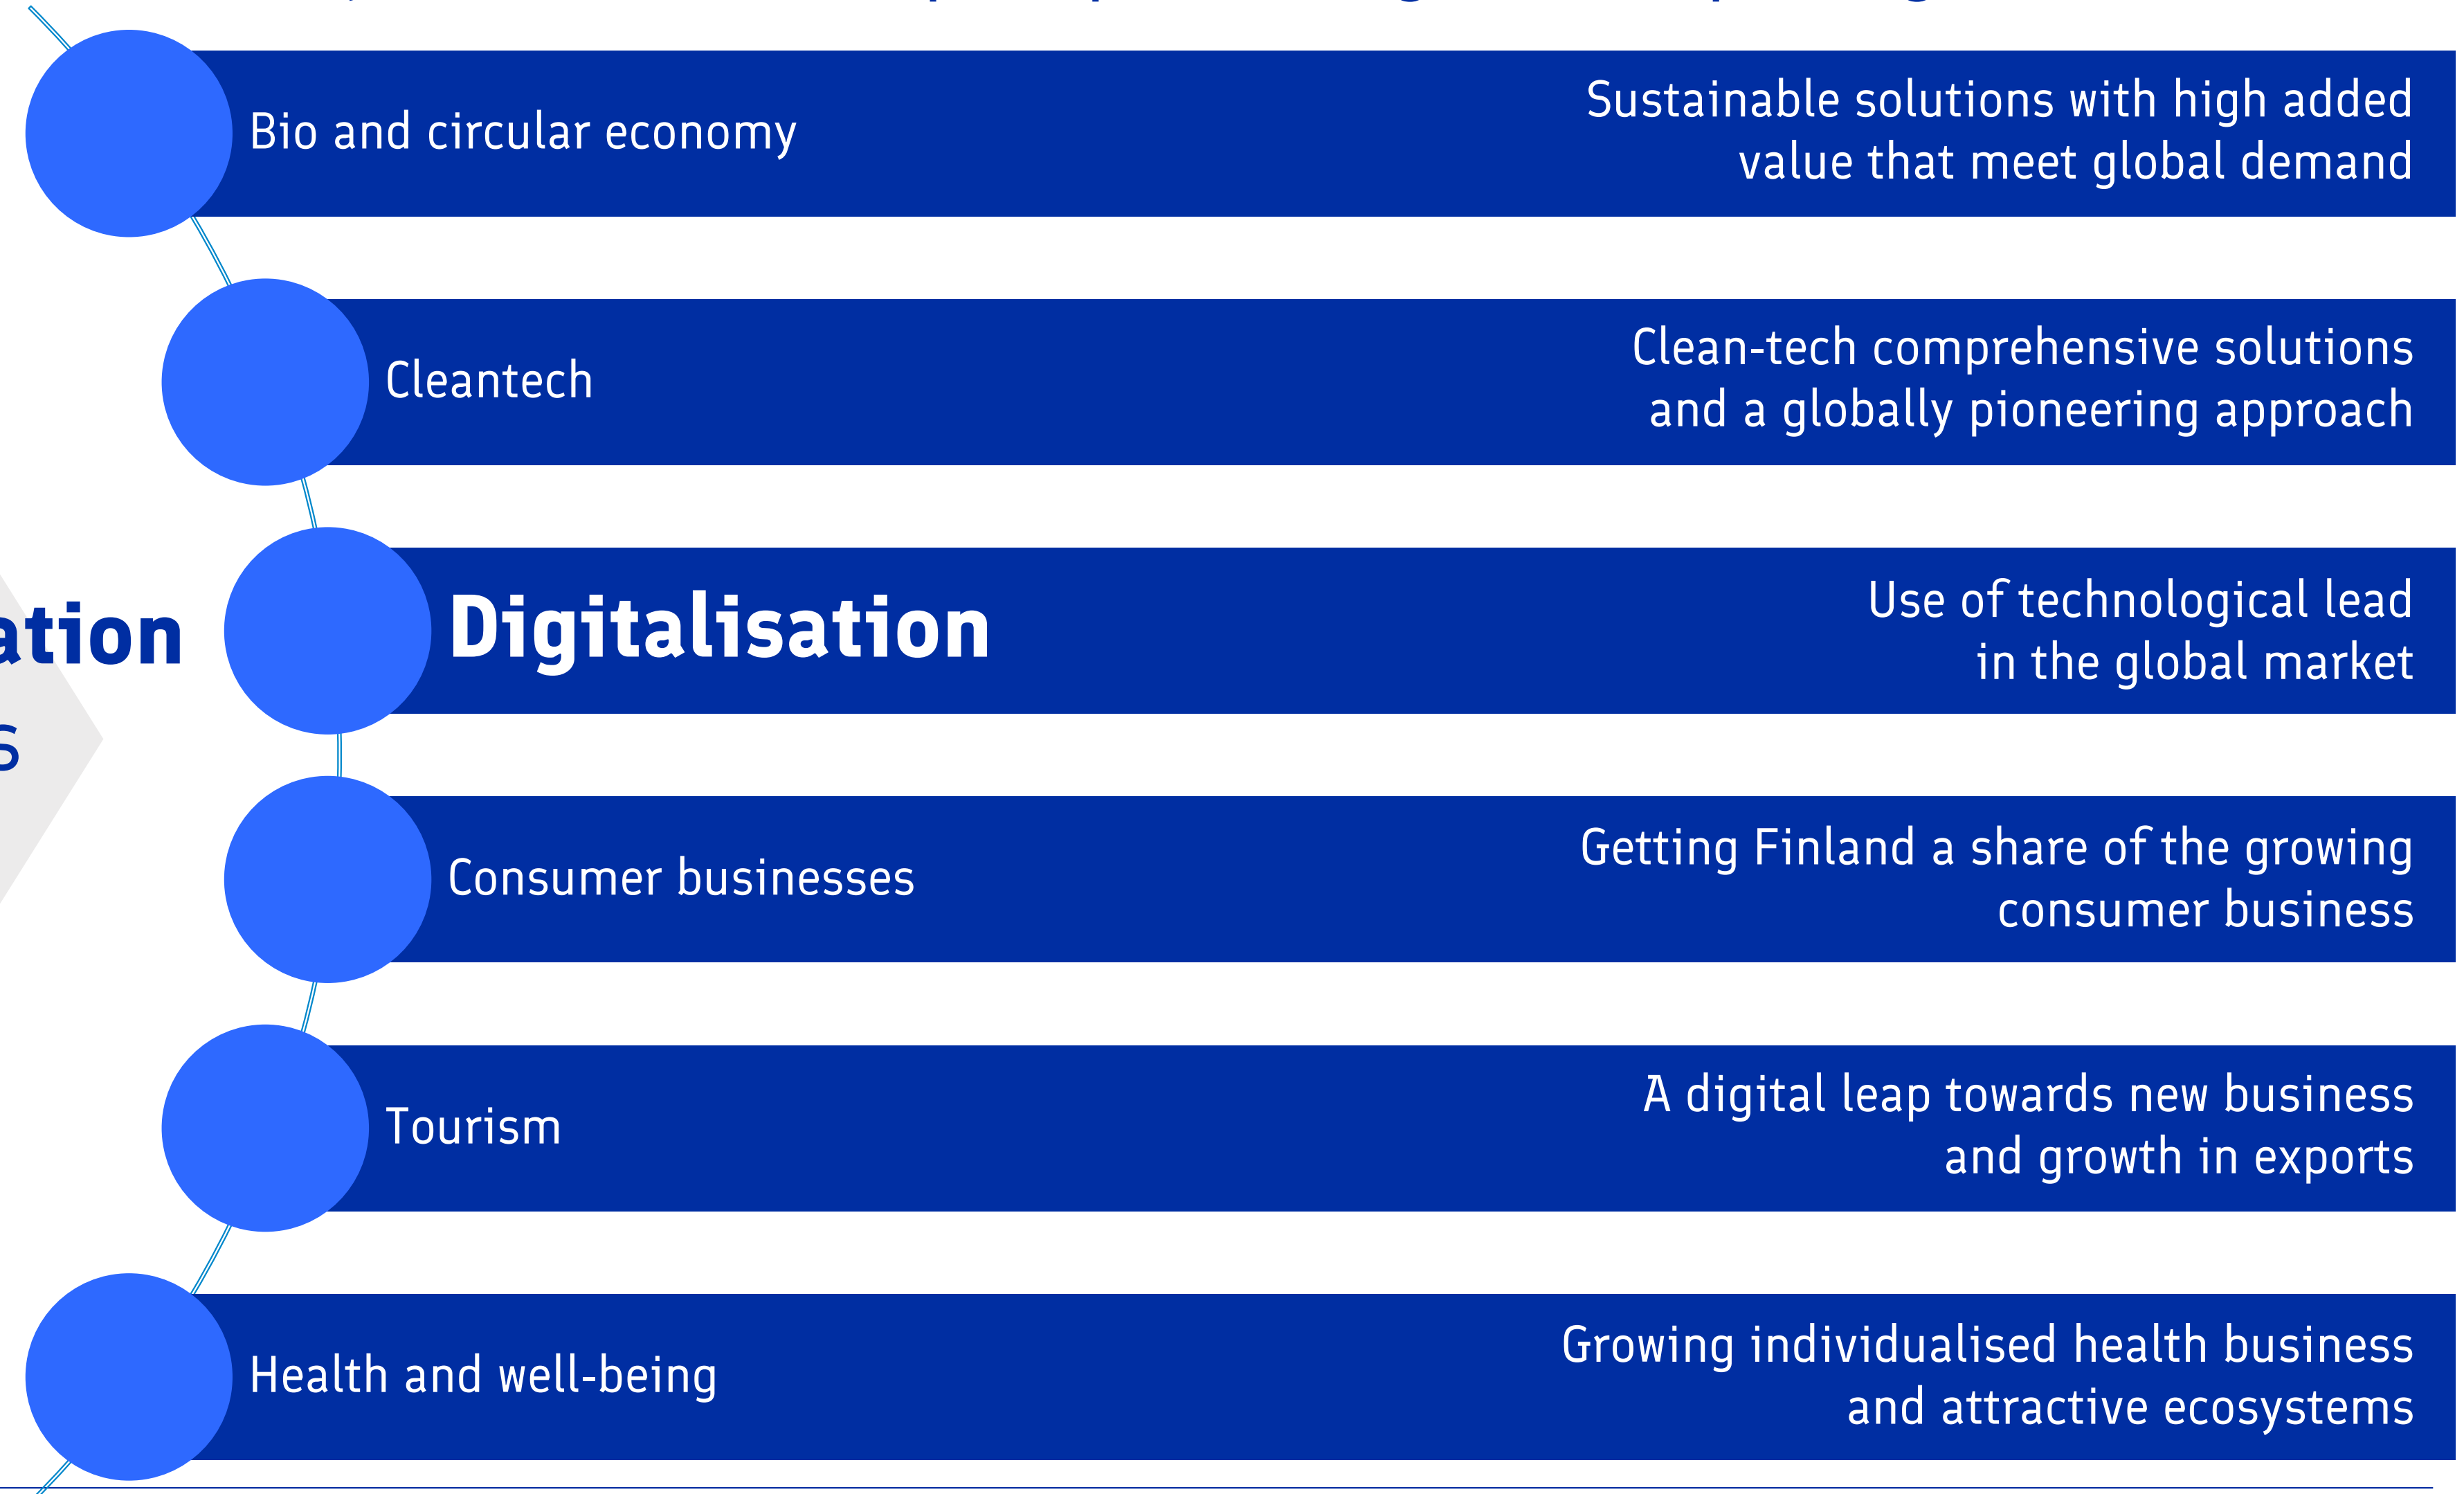 Bio and circular economy
Sustainable solutions with high added
value that meet global demand
Cleantech
Clean-tech comprehensive solutions
and a globally pioneering approach
Digitalisation
Use of technological lead
in the global market
Consumer businesses
Getting Finland a share of the growing
consumer business
Tourism
A digital leap towards new business
and growth in exports
Health and well-being
Growing individualised health business
and attractive ecosystems